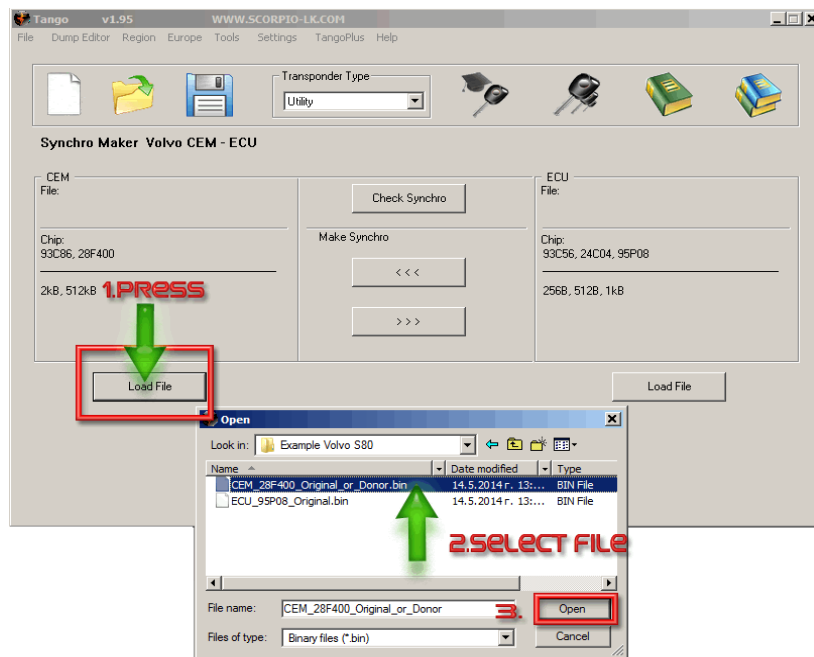 Tango v1.95 WWW.SCORPIO-LK.COM
File Dump Editor Region Europe Tools Settings TangoPlus Help
Transponder Type
Utility
Synchro Maker Volvo CEM - ECU
CEM
File:
Chip:
93C86, 28F400
2kB, 512kB
1.PRESS
Load File
Check Synchro
Make Synchro
< < <
> > >
ECU
File:
Chip:
93C56, 24C04, 95P08
256B, 512B, 1kB
Load File
Open
Look in: Example Volvo S80
Name Date modified Type
CEM_28F400_Original_or_Donor.bin 14.5.2014 г. 13:... BIN File
ECU_95P08_Original.bin 14.5.2014 г. 13:... BIN File
2.SELECT FILE
File name: CEM_28F400_Original_or_Donor 3. Open
Files of type: Binary files (*.bin) Cancel